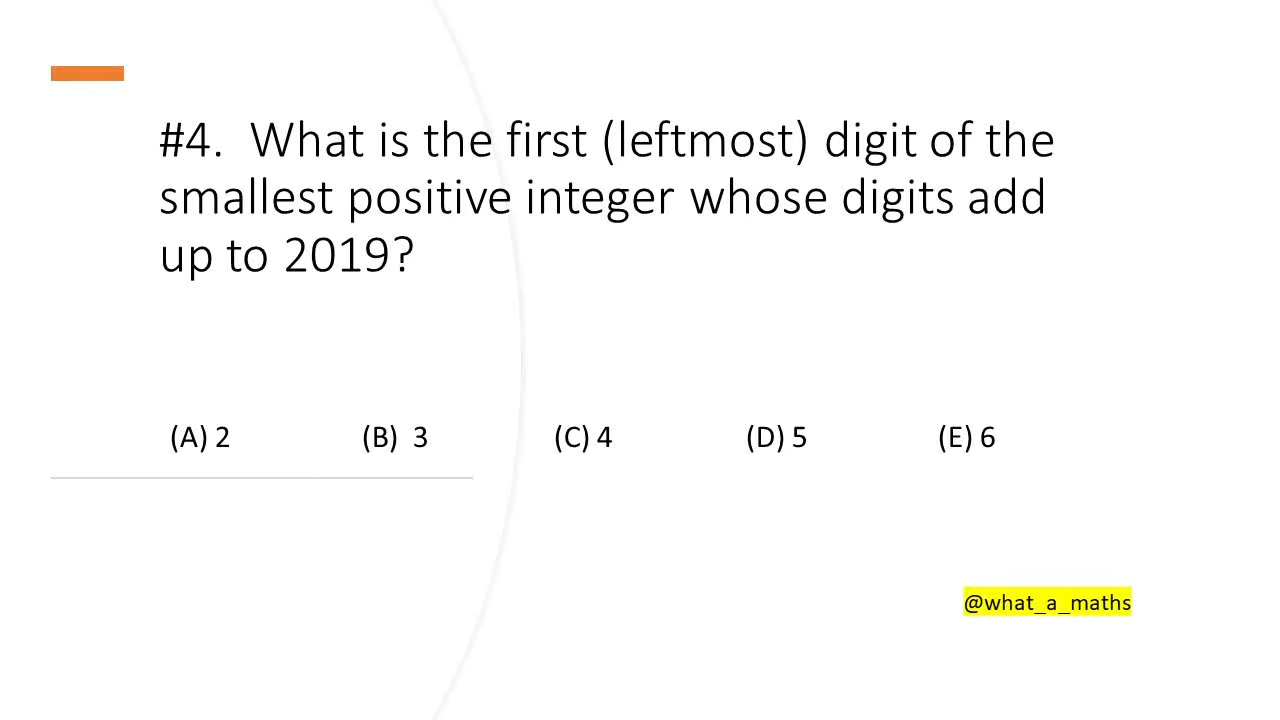 #4.  What is the first (leftmost) digit of the
smallest positive integer whose digits add
up to 2019?
(A) 2 (B)  3 (C) 4 (D) 5 (E) 6
@what_a_maths